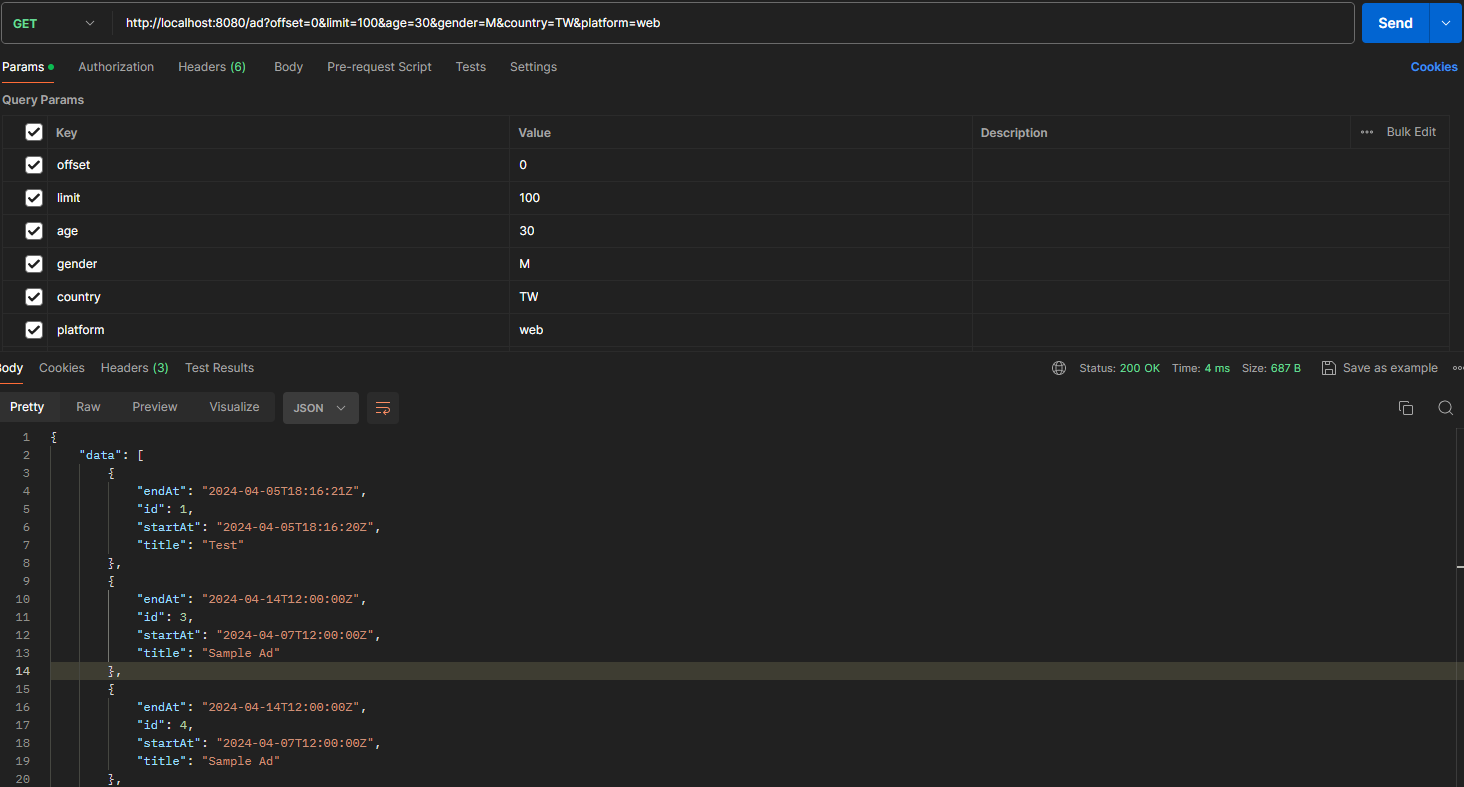 GET http://localhost:8080/ad?offset=0&limit=100&age=30&gender=M&country=TW&platform=web Send
Params Authorization Headers (6) Body Pre-request Script Tests Settings Cookies
Query Params
Key Value Description ••• Bulk Edit
offset 0
limit 100
age 30
gender M
country TW
platform web
Body Cookies Headers (3) Test Results Status: 200 OK Time: 4 ms Size: 687 B Save as example
Pretty Raw Preview Visualize JSON
1 {
2 "data": [
3 {
4 "endAt": "2024-04-05T18:16:21Z",
5 "id": 1,
6 "startAt": "2024-04-05T18:16:20Z",
7 "title": "Test"
8 },
9 {
10 "endAt": "2024-04-14T12:00:00Z",
11 "id": 3,
12 "startAt": "2024-04-07T12:00:00Z",
13 "title": "Sample Ad"
14 },
15 {
16 "endAt": "2024-04-14T12:00:00Z",
17 "id": 4,
18 "startAt": "2024-04-07T12:00:00Z",
19 "title": "Sample Ad"
20 },